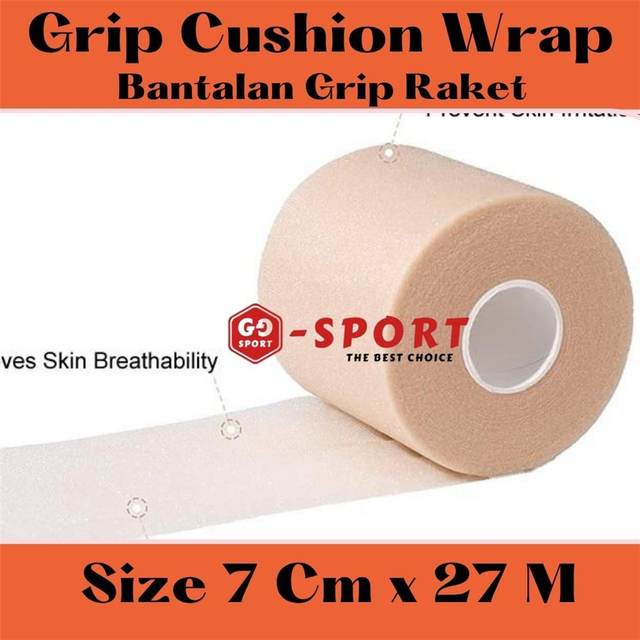 Grip Cushion Wrap
Bantalan Grip Raket
GG
SPORT
-SPORT
THE BEST CHOICE
ves Skin Breathability
Size 7 Cm x 27 M